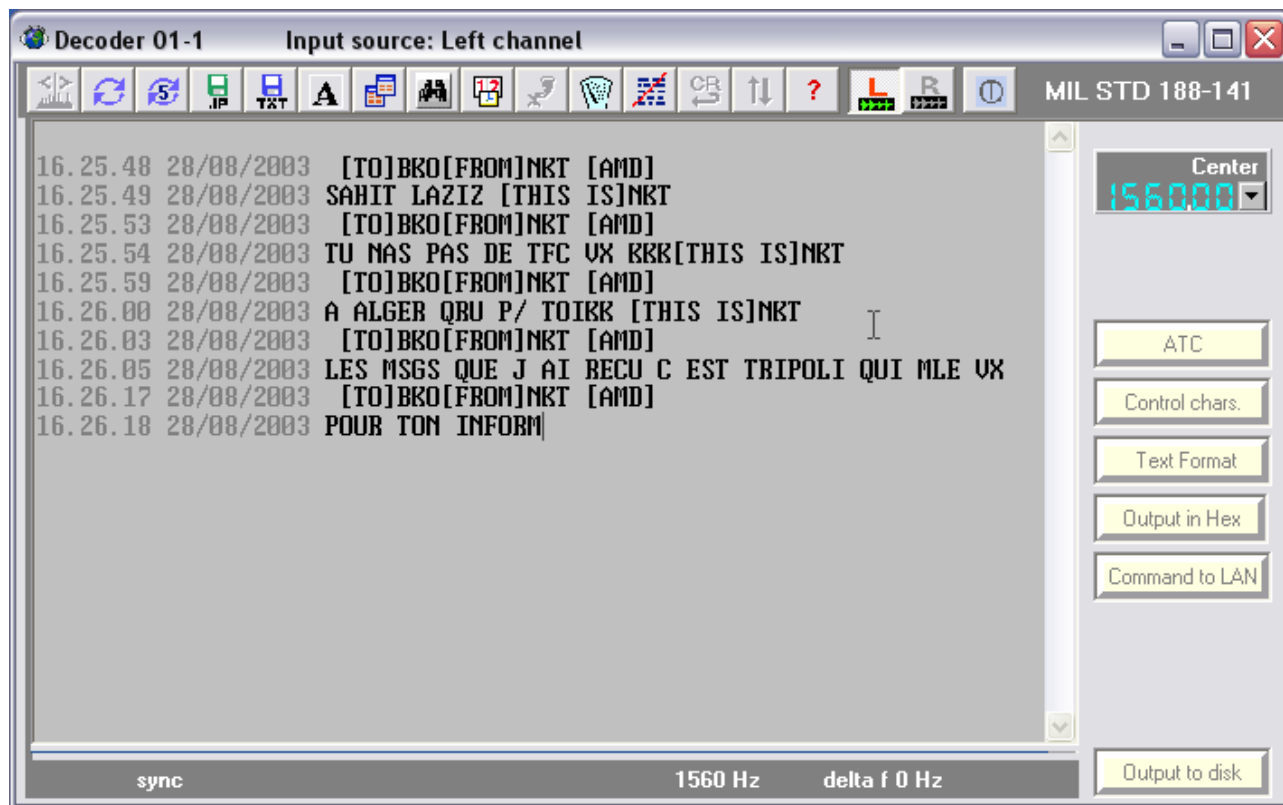 Decoder 01-1 Input source: Left channel
.IP TXT A CB ? L R MIL STD 188-141
16.25.48 28/08/2003 [TO]BKO[FROM]NKT [AMD]
16.25.49 28/08/2003 SAHIT LAZIZ [THIS IS]NKT
16.25.53 28/08/2003 [TO]BKO[FROM]NKT [AMD]
16.25.54 28/08/2003 TU NAS PAS DE TFC VX KKK[THIS IS]NKT
16.25.59 28/08/2003 [TO]BKO[FROM]NKT [AMD]
16.26.00 28/08/2003 A ALGER QRU P/ TOIKK [THIS IS]NKT
16.26.03 28/08/2003 [TO]BKO[FROM]NKT [AMD]
16.26.05 28/08/2003 LES MSGS QUE J AI RECU C EST TRIPOLI QUI MLE VX
16.26.17 28/08/2003 [TO]BKO[FROM]NKT [AMD]
16.26.18 28/08/2003 POUR TON INFORM
Center
1560.00
ATC
Control chars.
Text Format
Output in Hex
Command to LAN
Output to disk
sync 1560 Hz delta f 0 Hz